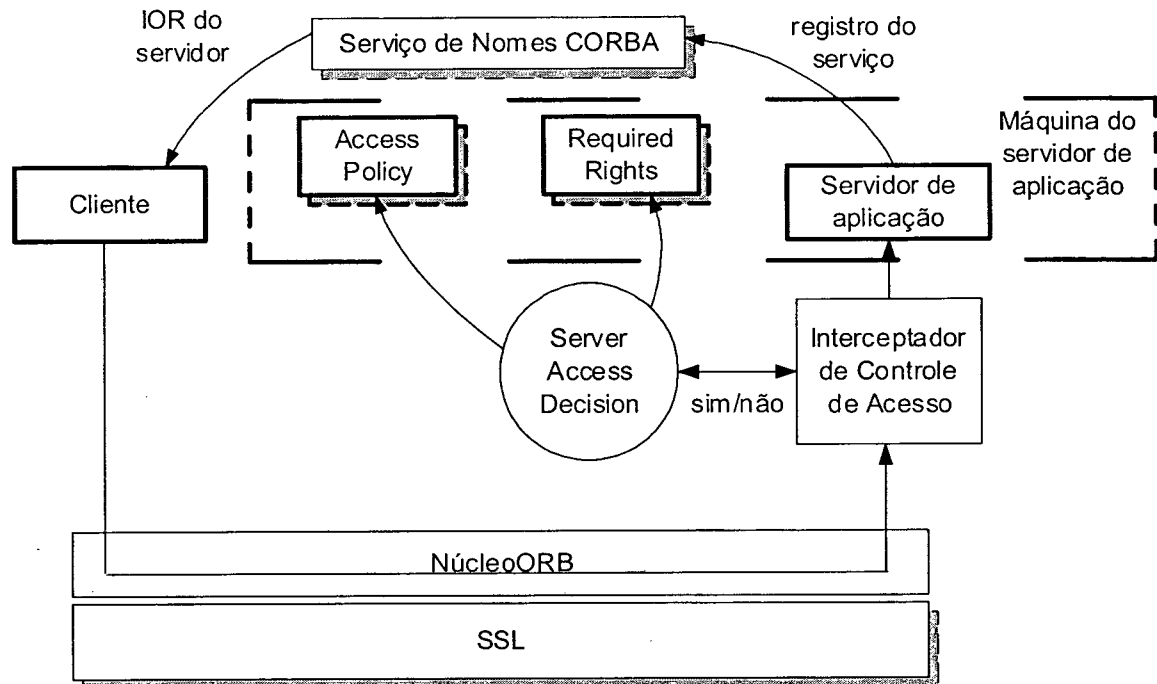 IOR do
servidor
Serviço de Nomes CORBA
registro do
serviço
Access
Policy
Required
Rights
Máquina do
servidor de
aplicação
Cliente
Servidor de
aplicação
Server
Access
Decision
sim/não
Interceptador
de Controle
de Acesso
NúcleoORB
SSL